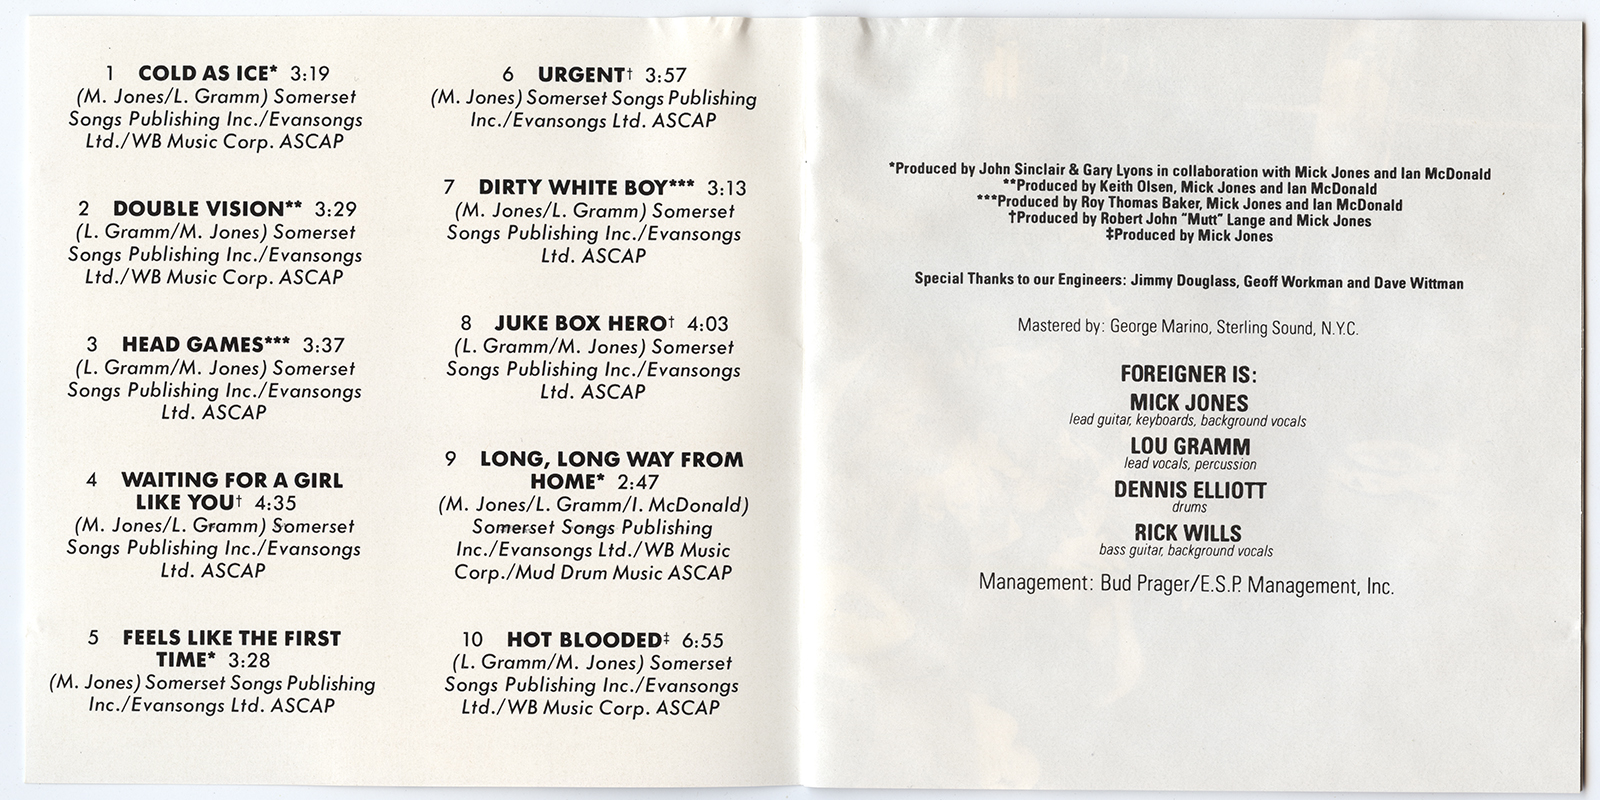 1 COLD AS ICE* 3:19
(M. Jones/L. Gramm) Somerset
Songs Publishing Inc./Evansongs
Ltd./WB Music Corp. ASCAP
2 DOUBLE VISION** 3:29
(L. Gramm/M. Jones) Somerset
Songs Publishing Inc./Evansongs
Ltd./WB Music Corp. ASCAP
3 HEAD GAMES*** 3:37
(L. Gramm/M. Jones) Somerset
Songs Publishing Inc./Evansongs
Ltd. ASCAP
4 WAITING FOR A GIRL
LIKE YOU† 4:35
(M. Jones/L. Gramm) Somerset
Songs Publishing Inc./Evansongs
Ltd. ASCAP
5 FEELS LIKE THE FIRST
TIME* 3:28
(M. Jones) Somerset Songs Publishing
Inc./Evansongs Ltd. ASCAP
6 URGENT† 3:57
(M. Jones) Somerset Songs Publishing
Inc./Evansongs Ltd. ASCAP
7 DIRTY WHITE BOY*** 3:13
(M. Jones/L. Gramm) Somerset
Songs Publishing Inc./Evansongs
Ltd. ASCAP
8 JUKE BOX HERO† 4:03
(L. Gramm/M. Jones) Somerset
Songs Publishing Inc./Evansongs
Ltd. ASCAP
9 LONG, LONG WAY FROM
HOME* 2:47
(M. Jones/L. Gramm/I. McDonald)
Somerset Songs Publishing
Inc./Evansongs Ltd./WB Music
Corp./Mud Drum Music ASCAP
10 HOT BLOODED‡ 6:55
(L. Gramm/M. Jones) Somerset
Songs Publishing Inc./Evansongs
Ltd./WB Music Corp. ASCAP
*Produced by John Sinclair & Gary Lyons in collaboration with Mick Jones and Ian McDonald
**Produced by Keith Olsen, Mick Jones and Ian McDonald
***Produced by Roy Thomas Baker, Mick Jones and Ian McDonald
†Produced by Robert John "Mutt" Lange and Mick Jones
‡Produced by Mick Jones
Special Thanks to our Engineers: Jimmy Douglass, Geoff Workman and Dave Wittman
Mastered by: George Marino, Sterling Sound, N.Y.C.
FOREIGNER IS:
MICK JONES
lead guitar, keyboards, background vocals
LOU GRAMM
lead vocals, percussion
DENNIS ELLIOTT
drums
RICK WILLS
bass guitar, background vocals
Management: Bud Prager/E.S.P. Management, Inc.